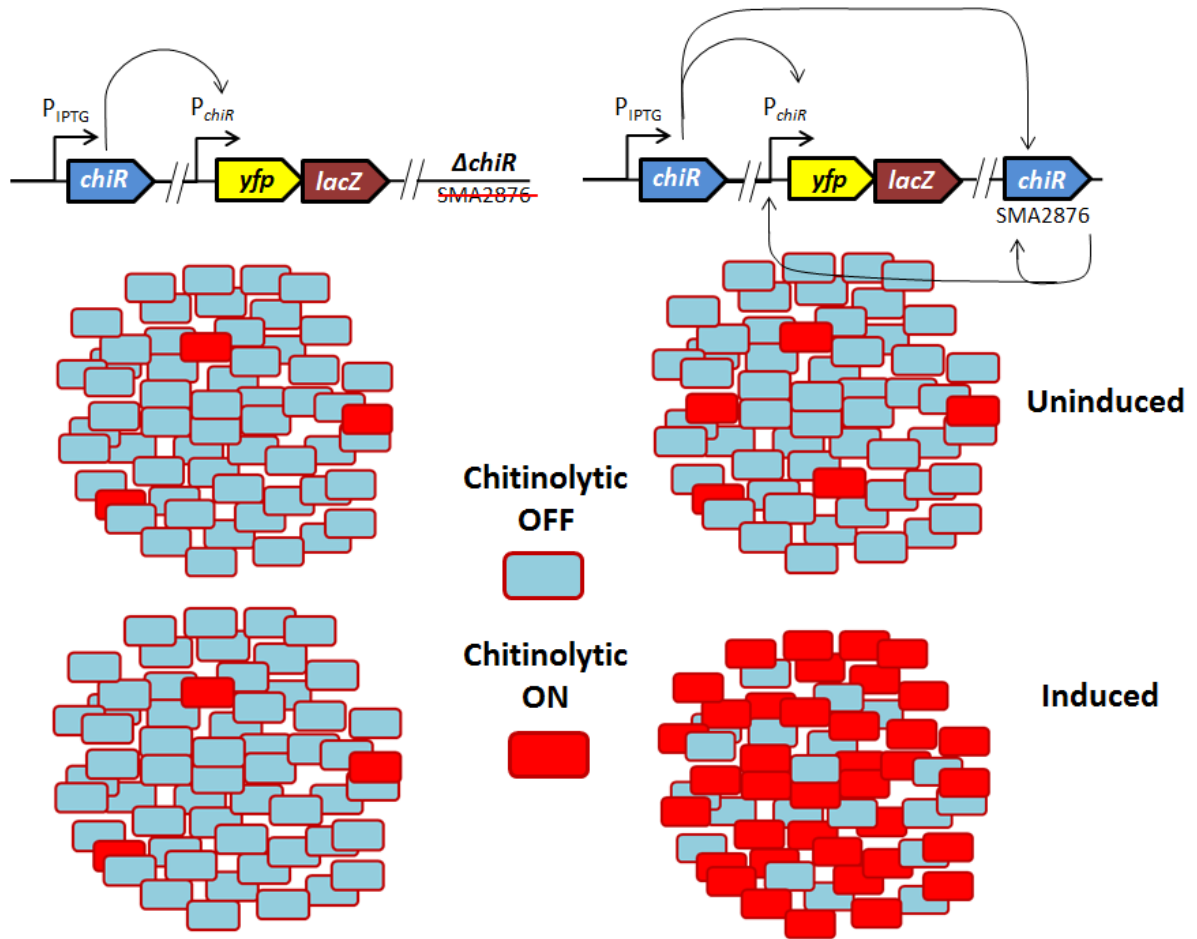 P_IPTG
P_chiR
chiR
yfp
lacZ
ΔchiR
SMA2876
P_IPTG
P_chiR
chiR
yfp
lacZ
chiR
SMA2876
Uninduced
Chitinolytic
OFF
Chitinolytic
ON
Induced